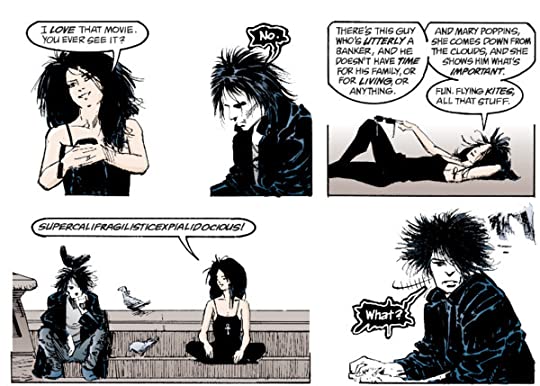 I LOVE THAT MOVIE.
YOU EVER SEE IT?
No.
THERE'S THIS GUY
WHO'S UTTERLY A
BANKER, AND HE
DOESN'T HAVE TIME
FOR HIS FAMILY, OR
FOR LIVING, OR
ANYTHING.
AND MARY POPPINS,
SHE COMES DOWN FROM
THE CLOUDS, AND SHE
SHOWS HIM WHAT'S
IMPORTANT.
FUN. FLYING KITES,
ALL THAT STUFF.
SUPERCALIFRAGILISTICEXPIALIDOCIOUS!
What?